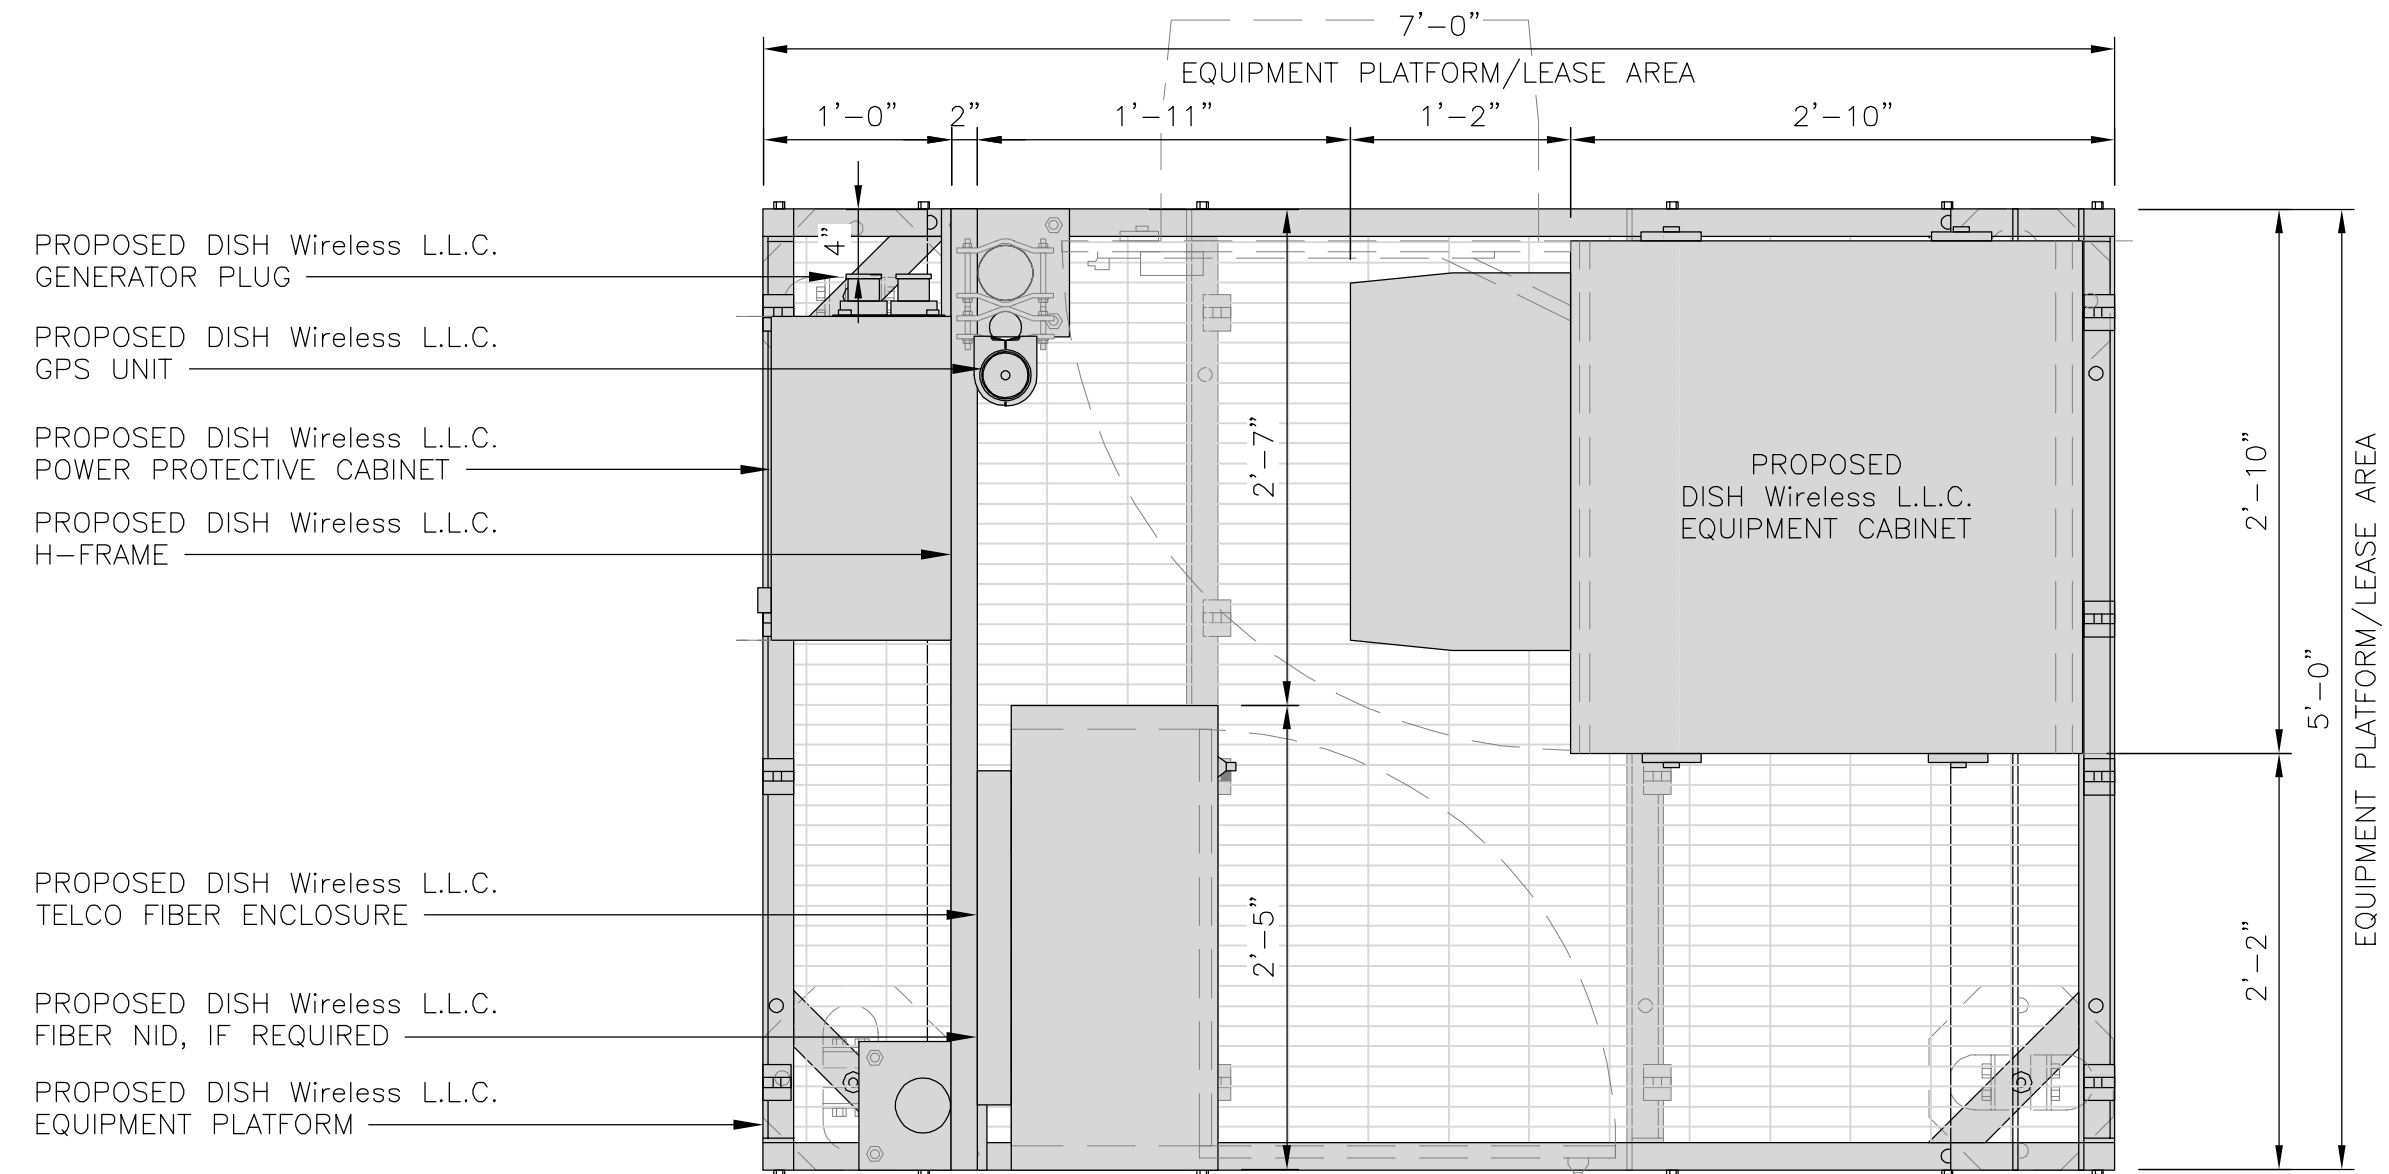 7'-0"
EQUIPMENT PLATFORM/LEASE AREA
1'-0"
2"
1'-11"
1'-2"
2'-10"
4"
PROPOSED DISH Wireless L.L.C.
GENERATOR PLUG
PROPOSED DISH Wireless L.L.C.
GPS UNIT
PROPOSED DISH Wireless L.L.C.
POWER PROTECTIVE CABINET
PROPOSED DISH Wireless L.L.C.
H-FRAME
PROPOSED DISH Wireless L.L.C.
TELCO FIBER ENCLOSURE
PROPOSED DISH Wireless L.L.C.
FIBER NID, IF REQUIRED
PROPOSED DISH Wireless L.L.C.
EQUIPMENT PLATFORM
2'-7"
2'-5"
PROPOSED
DISH Wireless L.L.C.
EQUIPMENT CABINET
2'-10"
2'-2"
5'-0"
EQUIPMENT PLATFORM/LEASE AREA